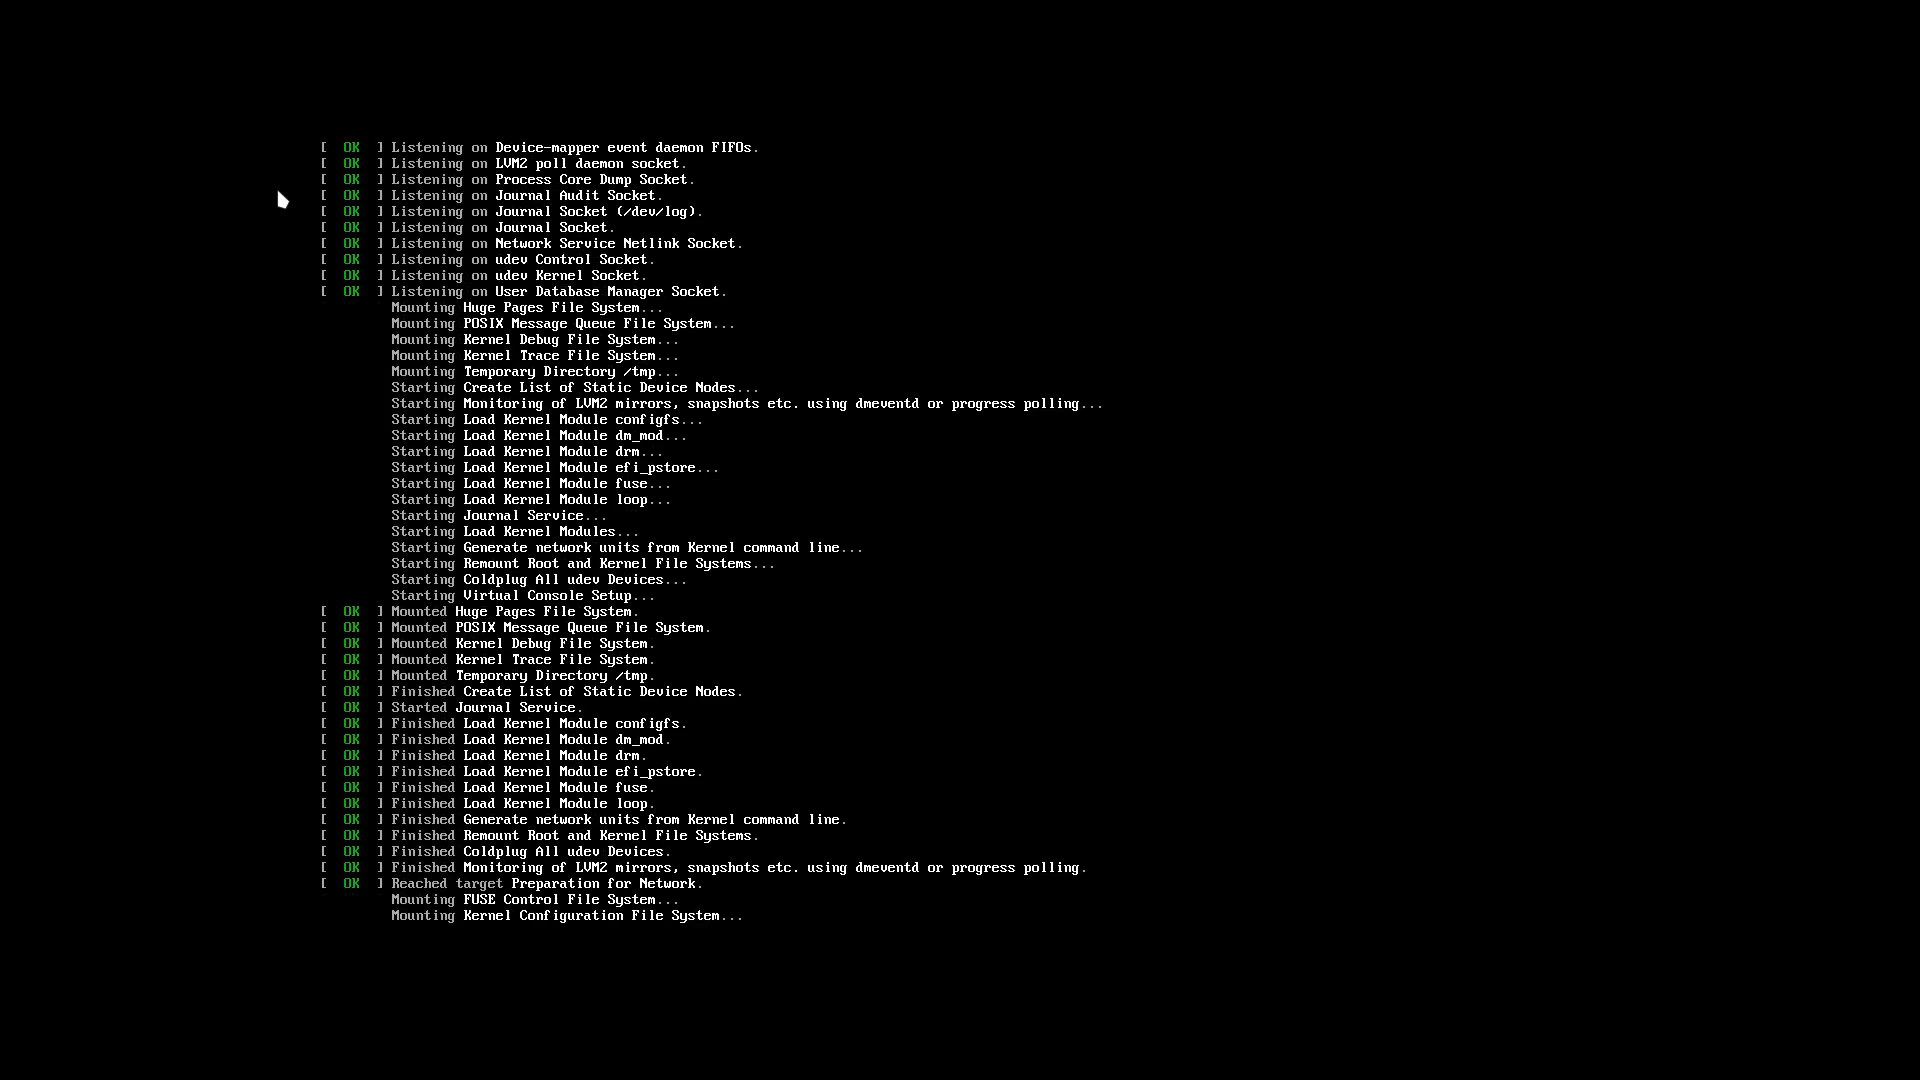 [  OK  ] Listening on Device-mapper event daemon FIFOs.
[  OK  ] Listening on LVM2 poll daemon socket.
[  OK  ] Listening on Process Core Dump Socket.
[  OK  ] Listening on Journal Audit Socket.
[  OK  ] Listening on Journal Socket (/dev/log).
[  OK  ] Listening on Journal Socket.
[  OK  ] Listening on Network Service Netlink Socket.
[  OK  ] Listening on udev Control Socket.
[  OK  ] Listening on udev Kernel Socket.
[  OK  ] Listening on User Database Manager Socket.
Mounting Huge Pages File System...
Mounting POSIX Message Queue File System...
Mounting Kernel Debug File System...
Mounting Kernel Trace File System...
Mounting Temporary Directory /tmp...
Starting Create List of Static Device Nodes...
Starting Monitoring of LVM2 mirrors, snapshots etc. using dmeventd or progress polling...
Starting Load Kernel Module configfs...
Starting Load Kernel Module dm_mod...
Starting Load Kernel Module drm...
Starting Load Kernel Module efi_pstore...
Starting Load Kernel Module fuse...
Starting Load Kernel Module loop...
Starting Journal Service...
Starting Load Kernel Modules...
Starting Generate network units from Kernel command line...
Starting Remount Root and Kernel File Systems...
Starting Coldplug All udev Devices...
Starting Virtual Console Setup...
[  OK  ] Mounted Huge Pages File System.
[  OK  ] Mounted POSIX Message Queue File System.
[  OK  ] Mounted Kernel Debug File System.
[  OK  ] Mounted Kernel Trace File System.
[  OK  ] Mounted Temporary Directory /tmp.
[  OK  ] Finished Create List of Static Device Nodes.
[  OK  ] Started Journal Service.
[  OK  ] Finished Load Kernel Module configfs.
[  OK  ] Finished Load Kernel Module dm_mod.
[  OK  ] Finished Load Kernel Module drm.
[  OK  ] Finished Load Kernel Module efi_pstore.
[  OK  ] Finished Load Kernel Module fuse.
[  OK  ] Finished Load Kernel Module loop.
[  OK  ] Finished Generate network units from Kernel command line.
[  OK  ] Finished Remount Root and Kernel File Systems.
[  OK  ] Finished Coldplug All udev Devices.
[  OK  ] Finished Monitoring of LVM2 mirrors, snapshots etc. using dmeventd or progress polling.
[  OK  ] Reached target Preparation for Network.
Mounting FUSE Control File System...
Mounting Kernel Configuration File System...